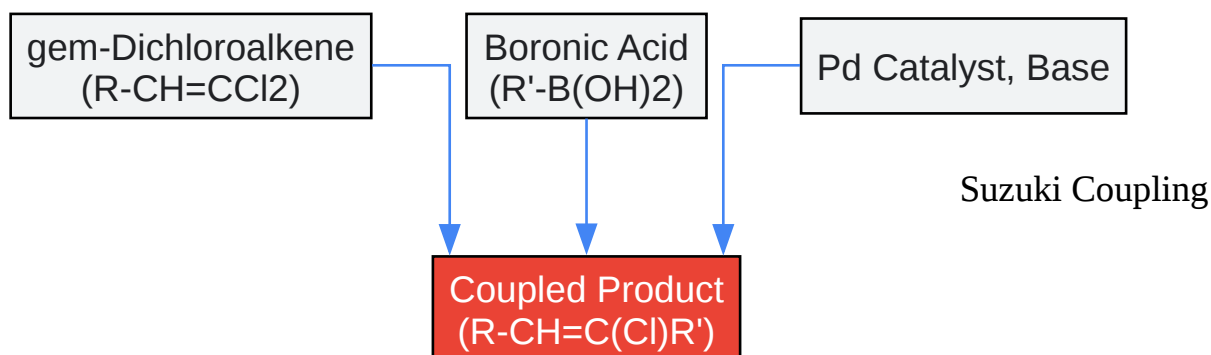 gem-Dichloroalkene
(R-CH=CCl2)
Boronic Acid
(R'-B(OH)2)
Pd Catalyst, Base
Suzuki Coupling
Coupled Product
(R-CH=C(Cl)R')